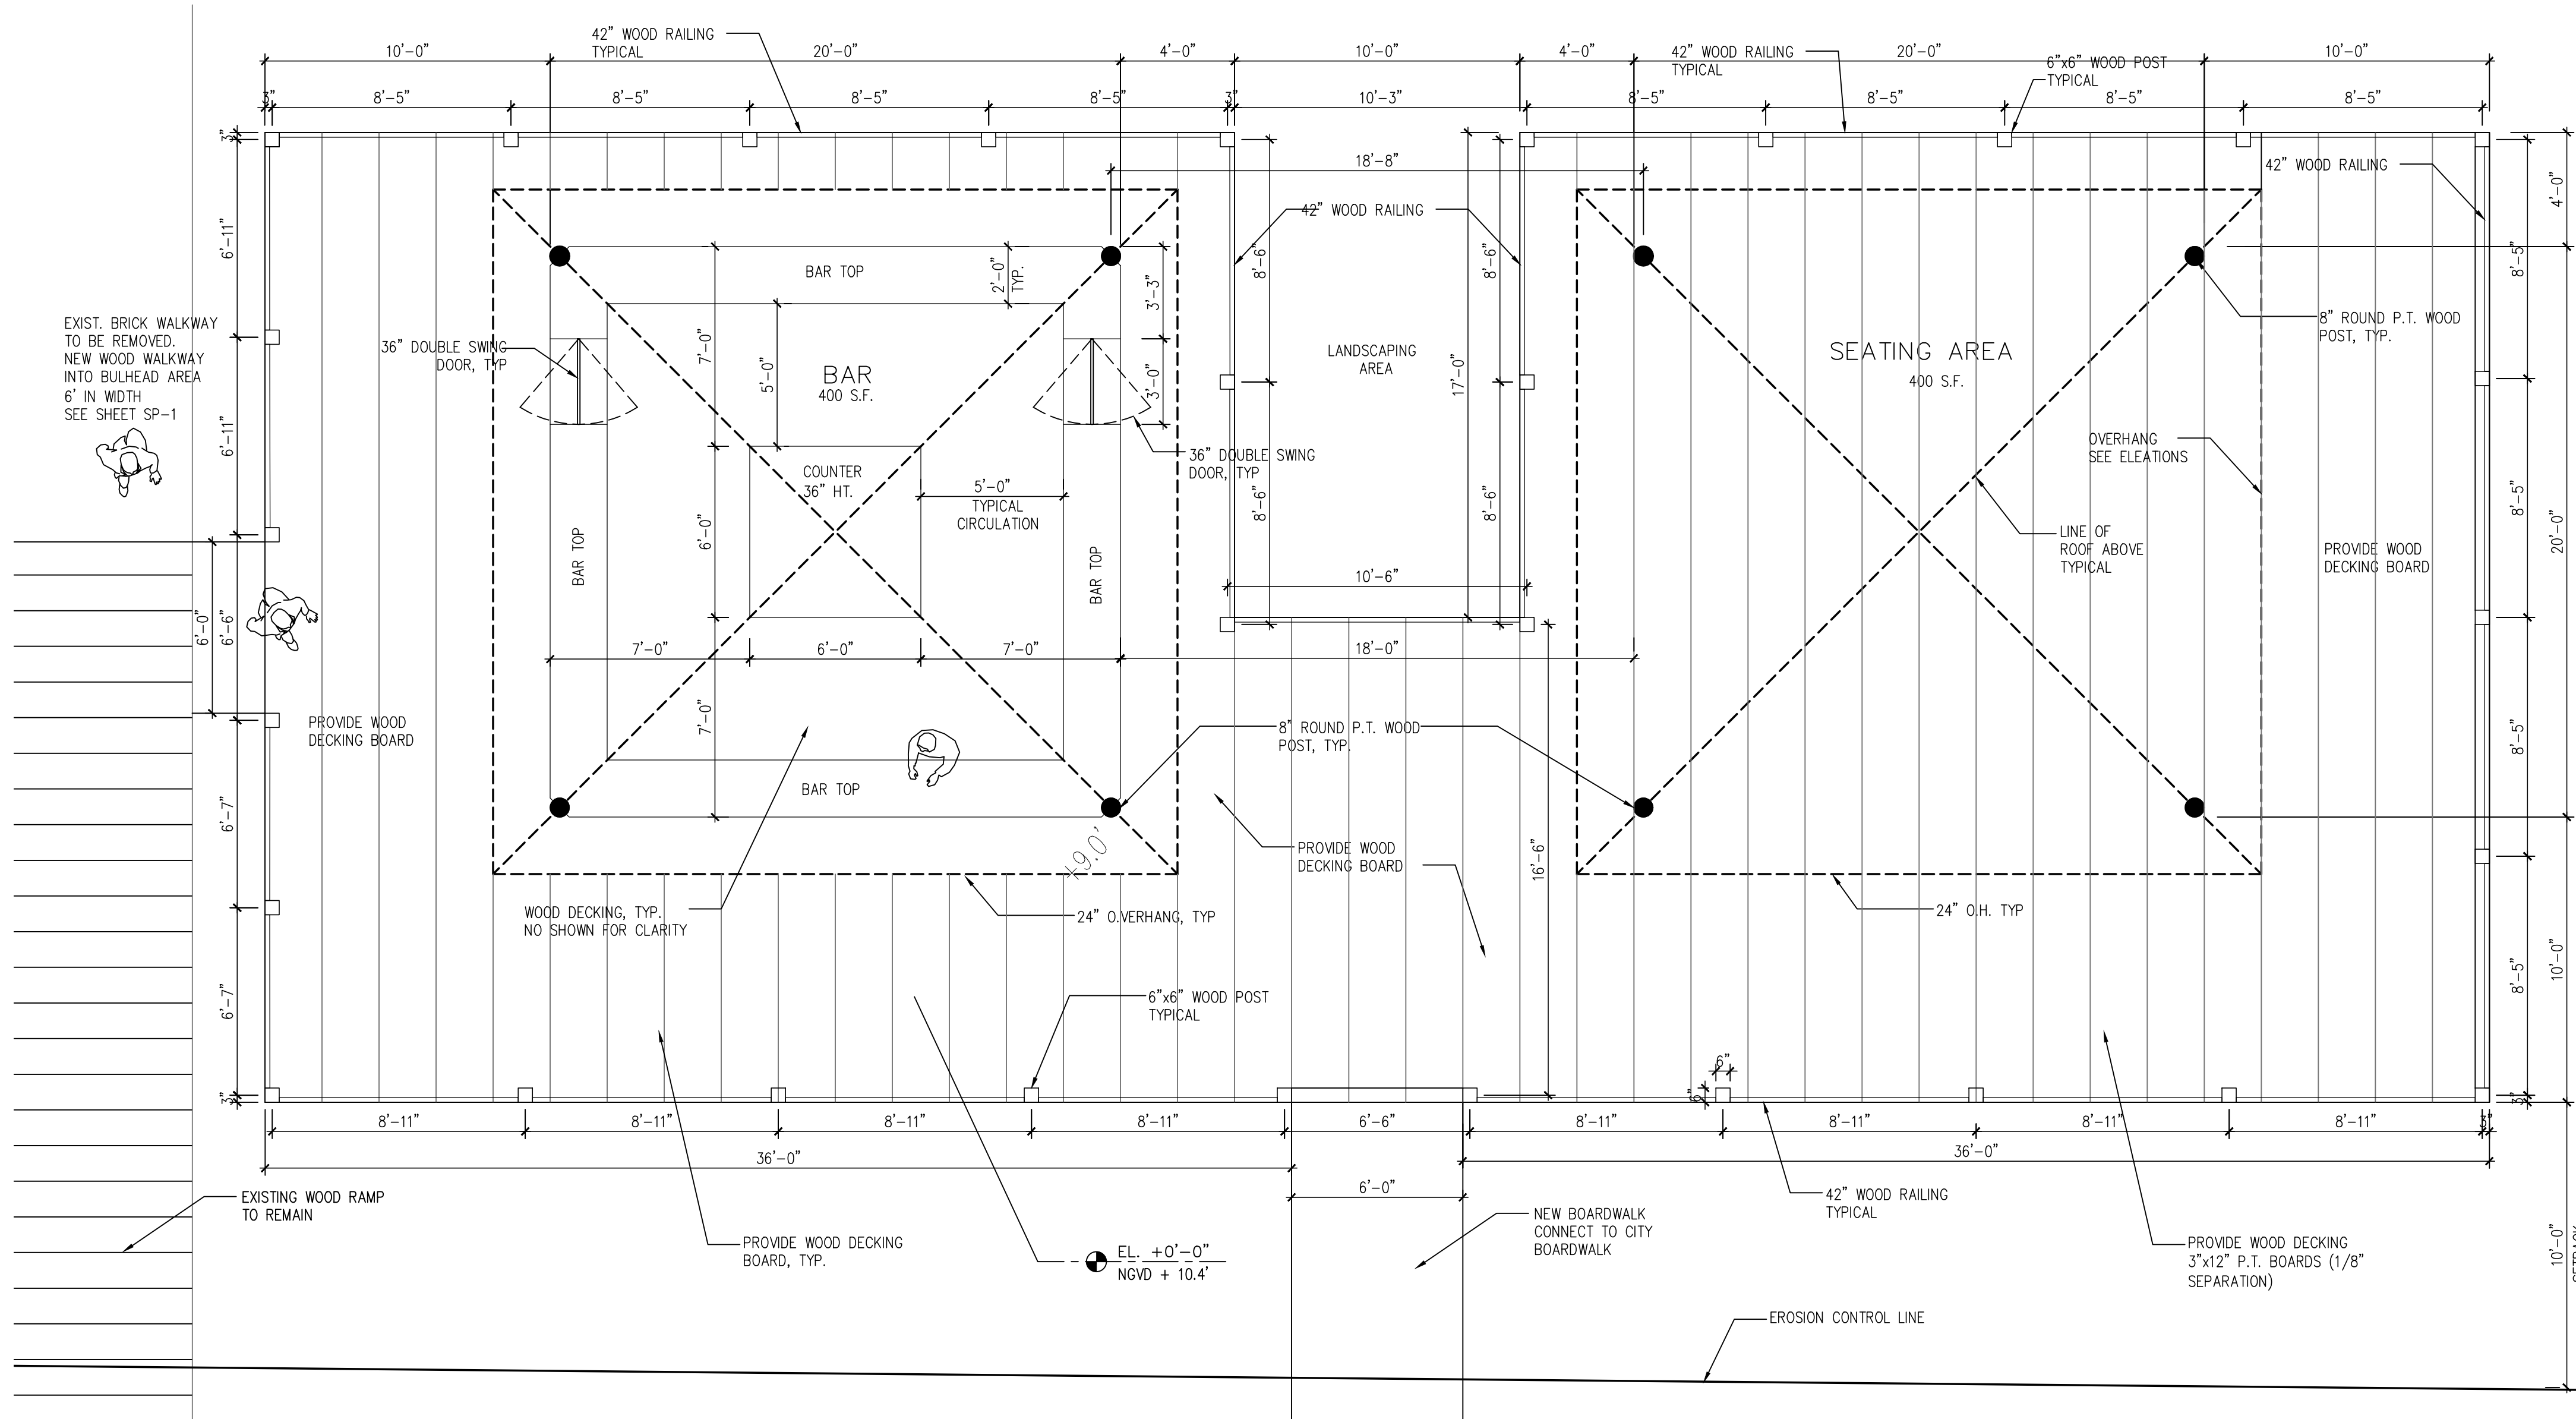 42" WOOD RAILING
TYPICAL
10'-0"
20'-0"
4'-0"
10'-0"
4'-0"
42" WOOD RAILING
TYPICAL
20'-0"
6"x6" WOOD POST
TYPICAL
10'-0"
3"
8'-5"
8'-5"
8'-5"
8'-5"
3"
10'-3"
8'-5"
8'-5"
8'-5"
8'-5"
3"
6'-11"
6'-11"
6'-0"
6'-6"
6'-7"
6'-7"
3"
EXIST. BRICK WALKWAY
TO BE REMOVED.
NEW WOOD WALKWAY
INTO BULHEAD AREA
6' IN WIDTH
SEE SHEET SP-1
36" DOUBLE SWING
DOOR, TYP
BAR TOP
2'-0"
TYP.
7'-0"
5'-0"
BAR
400 S.F.
3'-3"
3'-0"
36" DOUBLE SWING
DOOR, TYP
COUNTER
36" HT.
5'-0"
TYPICAL
CIRCULATION
6'-0"
BAR TOP
BAR TOP
7'-0"
6'-0"
7'-0"
18'-0"
7'-0"
BAR TOP
PROVIDE WOOD
DECKING BOARD
18'-8"
42" WOOD RAILING
8'-6"
8'-6"
LANDSCAPING
AREA
17'-0"
8'-6"
8'-6"
10'-6"
8" ROUND P.T. WOOD
POST, TYP.
+9.0'
PROVIDE WOOD
DECKING BOARD
16'-6"
WOOD DECKING, TYP.
NO SHOWN FOR CLARITY
24" O.VERHANG, TYP
6"x6" WOOD POST
TYPICAL
SEATING AREA
400 S.F.
42" WOOD RAILING
8" ROUND P.T. WOOD
POST, TYP.
OVERHANG
SEE ELEATIONS
LINE OF
ROOF ABOVE
TYPICAL
PROVIDE WOOD
DECKING BOARD
24" O.H. TYP
4'-0"
8'-5"
8'-5"
20'-0"
8'-5"
8'-5"
10'-0"
3"
6"
6"
8'-11"
8'-11"
8'-11"
8'-11"
6'-6"
8'-11"
8'-11"
8'-11"
8'-11"
3"
36'-0"
36'-0"
6'-0"
EXISTING WOOD RAMP
TO REMAIN
PROVIDE WOOD DECKING
BOARD, TYP.
EL. +0'-0"
NGVD + 10.4'
NEW BOARDWALK
CONNECT TO CITY
BOARDWALK
42" WOOD RAILING
TYPICAL
PROVIDE WOOD DECKING
3"x12" P.T. BOARDS (1/8"
SEPARATION)
10'-0"
EROSION CONTROL LINE